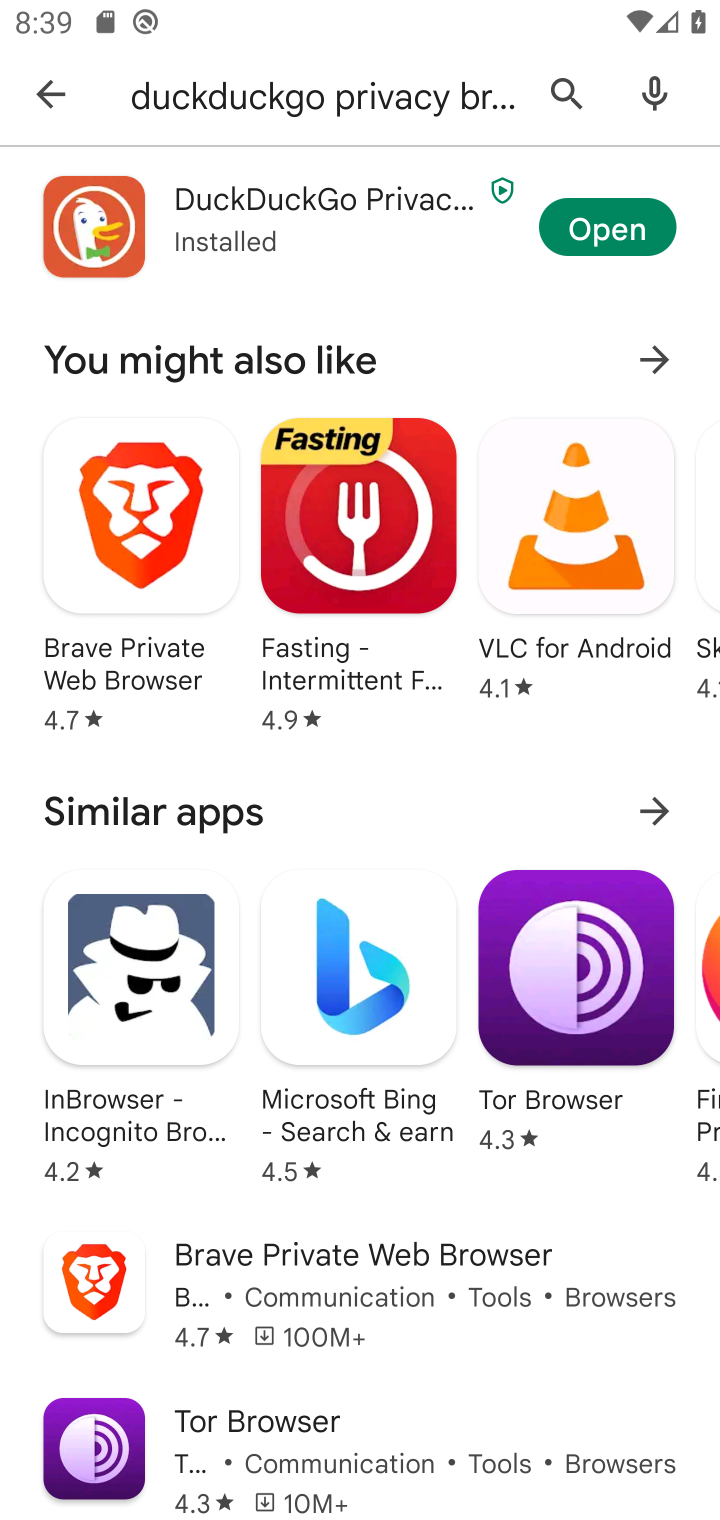 8:39
duckduckgo privacy br...
DuckDuckGo Privac...
Installed
Open
You might also like
Fasting
Brave Private
Web Browser
4.7★
Fasting -
Intermittent F...
4.9★
VLC for Android
4.1★
Sk
4.
Similar apps
InBrowser -
Incognito Bro...
4.2★
Microsoft Bing
- Search & earn
4.5★
Tor Browser
4.3★
Fi
Pr
4.
Brave Private Web Browser
B... • Communication • Tools • Browsers
4.7★ 100M+
Tor Browser
T... • Communication • Tools • Browsers
4.3★ 10M+